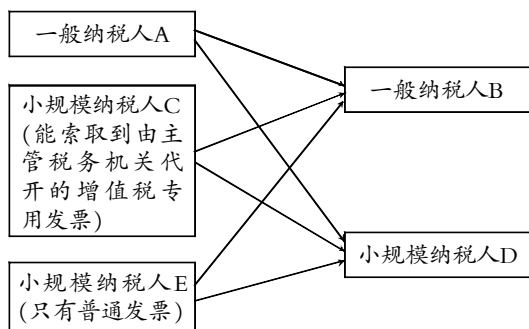 一般纳税人A
小规模纳税人C
(能索取到由主
管税务机关代
开的增值税专
用发票)
小规模纳税人E
(只有普通发票)
一般纳税人B
小规模纳税人D